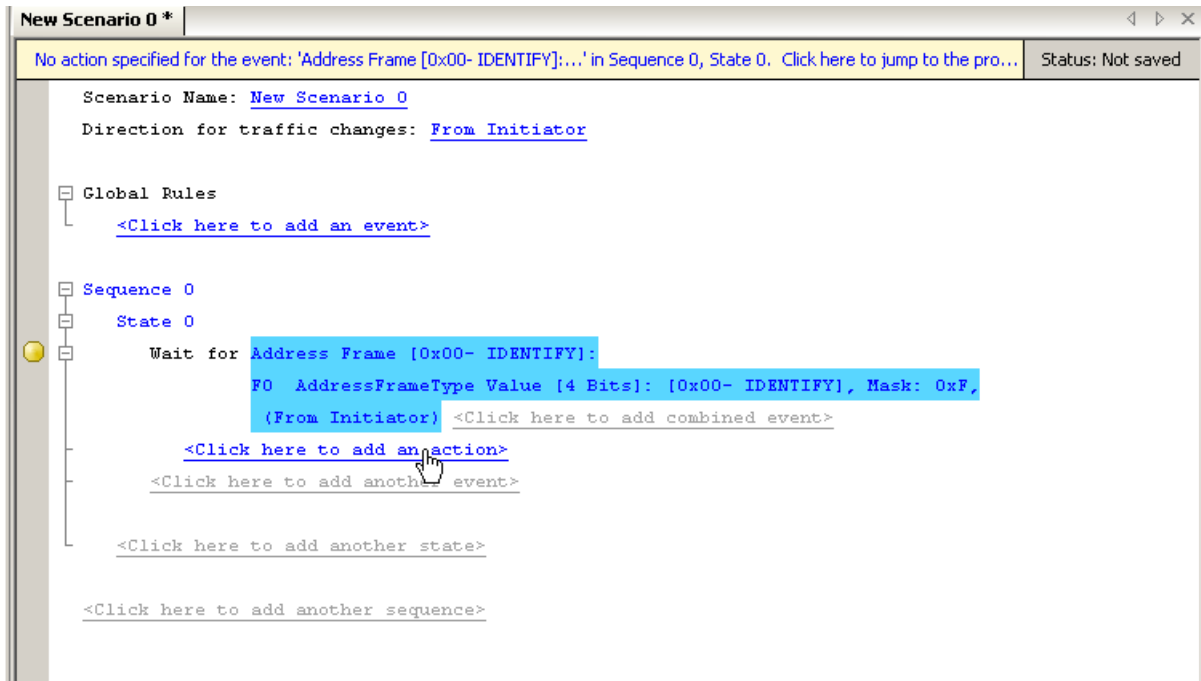 New Scenario 0 *
No action specified for the event: 'Address Frame [0x00- IDENTIFY]:...' in Sequence 0, State 0. Click here to jump to the pro...
Status: Not saved
Scenario Name: New Scenario 0
Direction for traffic changes: From Initiator
Global Rules
<Click here to add an event>
Sequence 0
State 0
Wait for Address Frame [0x00- IDENTIFY]:
F0 AddressFrameType Value [4 Bits]: [0x00- IDENTIFY], Mask: 0xF,
(From Initiator) <Click here to add combined event>
<Click here to add an action>
<Click here to add another event>
<Click here to add another state>
<Click here to add another sequence>